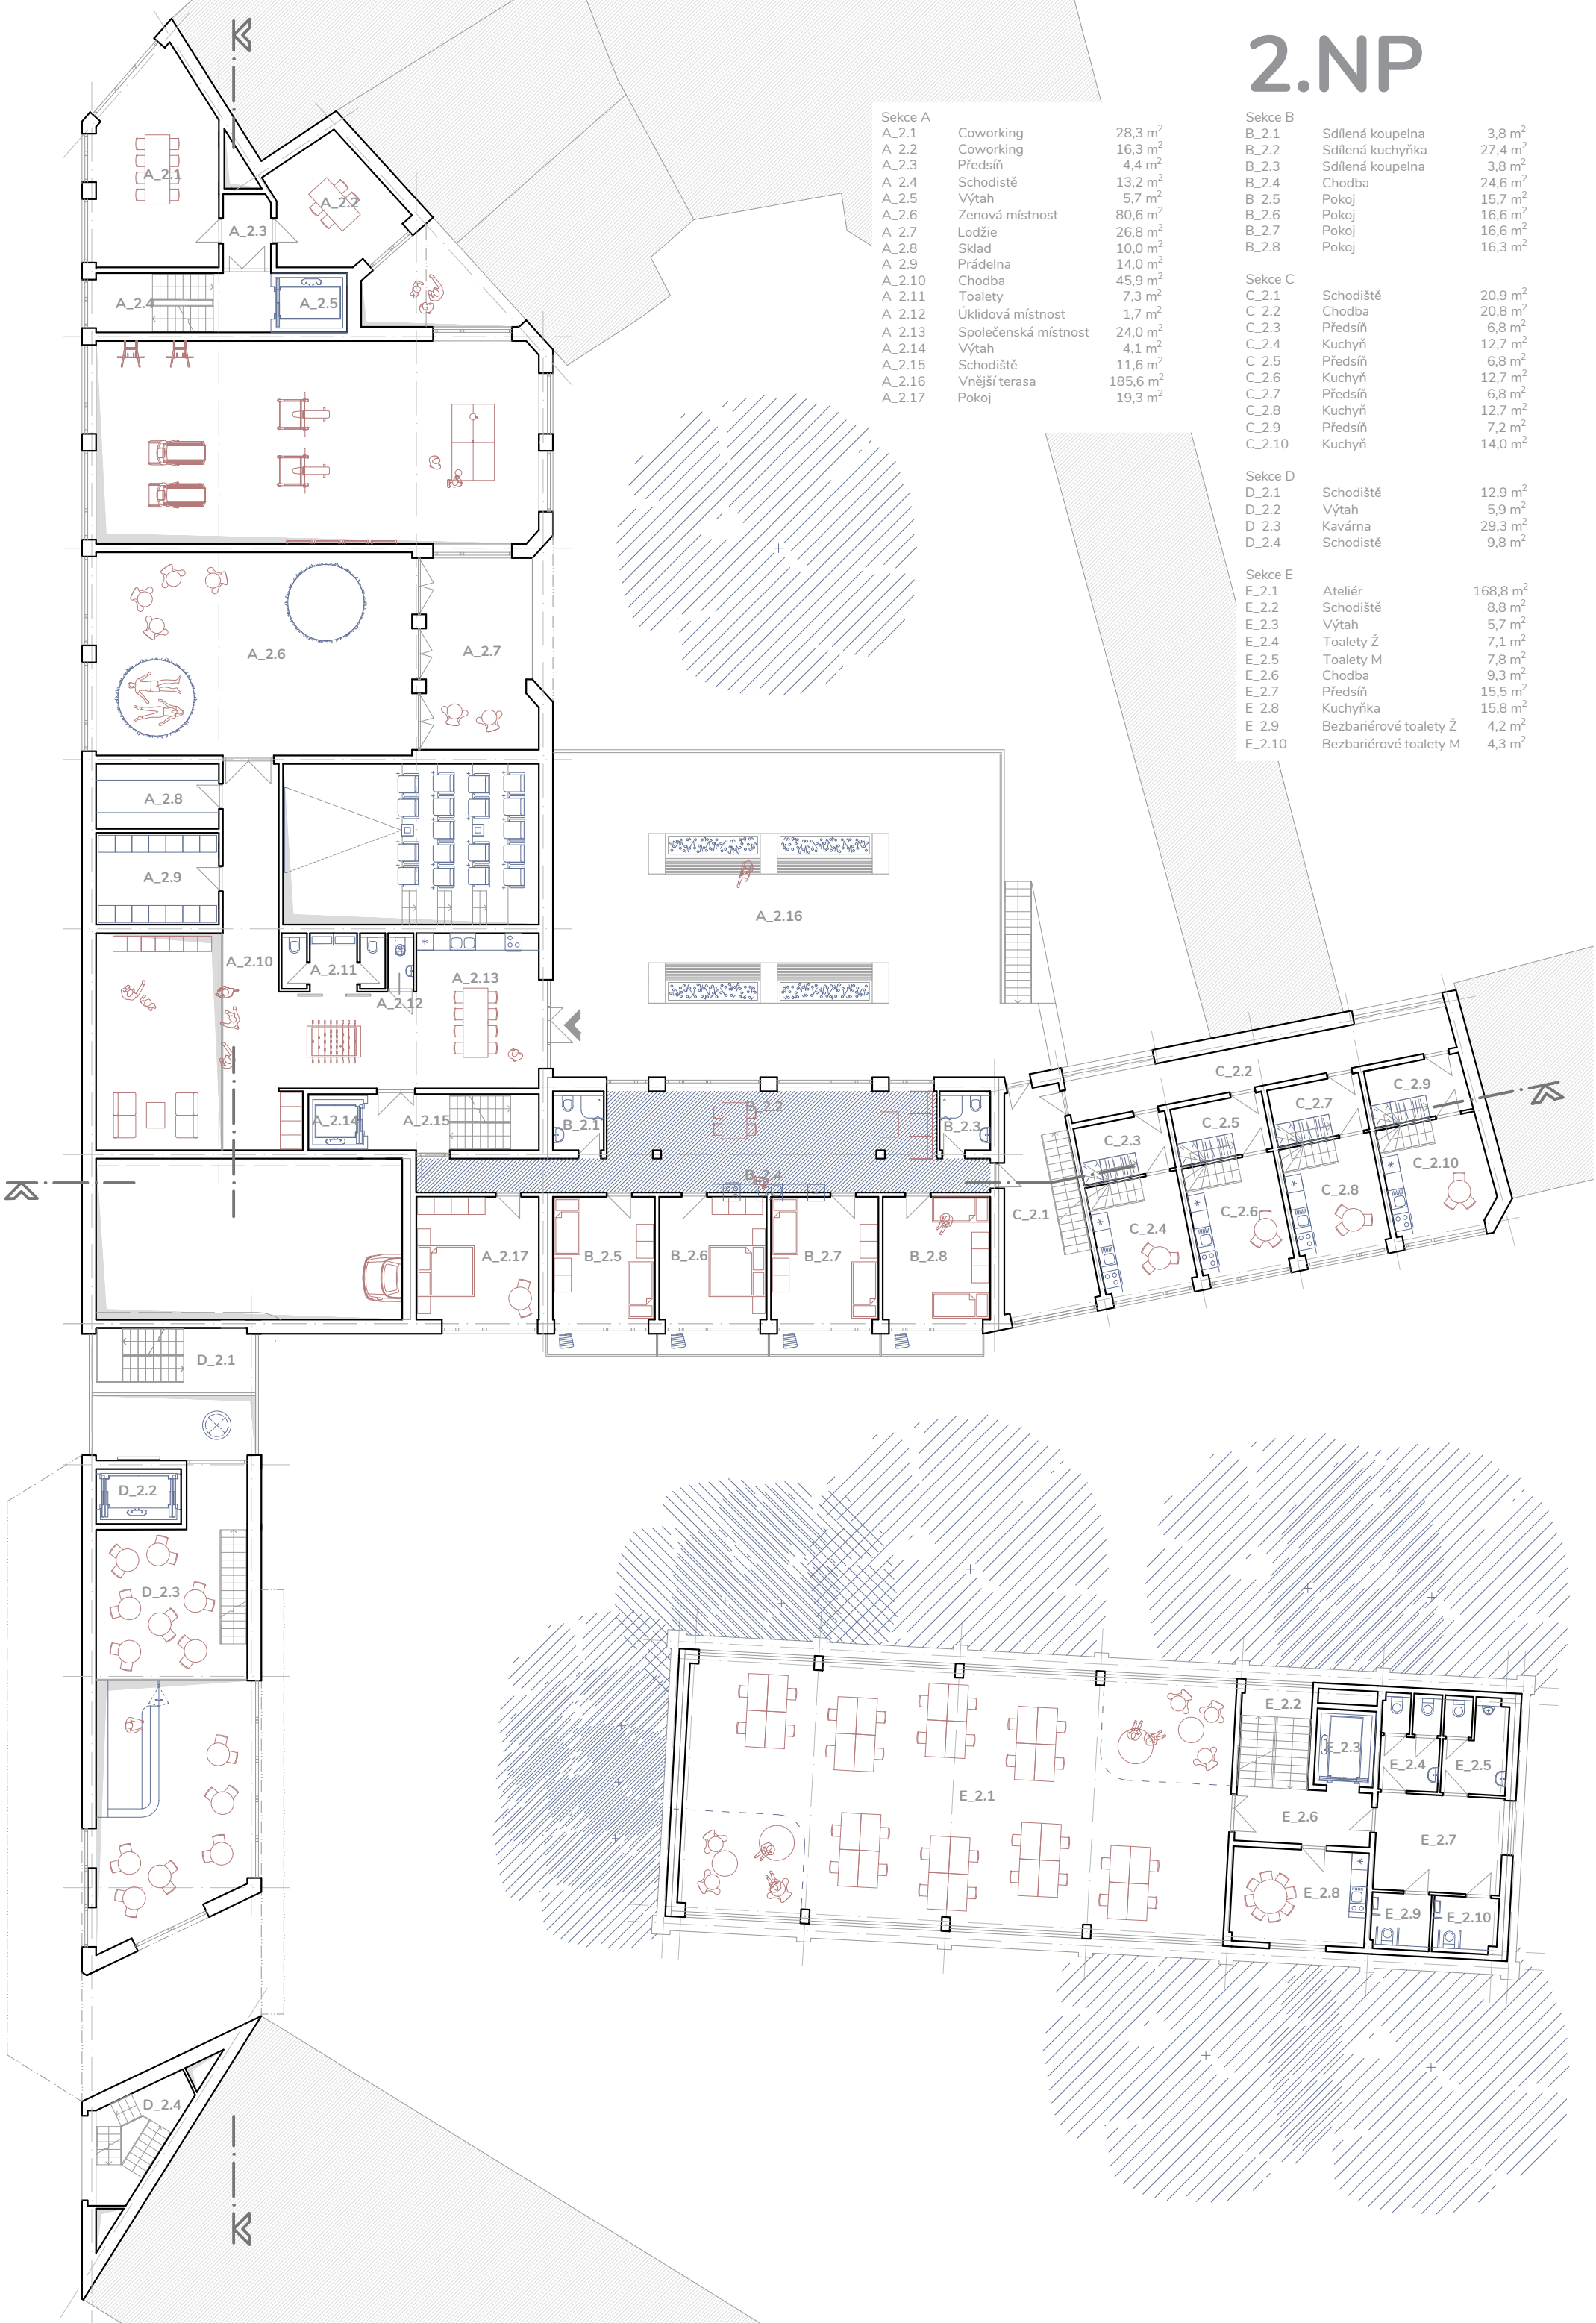 2.NP
Sekce A
A_2.1 Coworking 28,3 m²
A_2.2 Coworking 16,3 m²
A_2.3 Předsíň 4,4 m²
A_2.4 Schodiště 13,2 m²
A_2.5 Výtah 5,7 m²
A_2.6 Zenová místnost 80,6 m²
A_2.7 Lodžie 26,8 m²
A_2.8 Sklad 10,0 m²
A_2.9 Prádelna 14,0 m²
A_2.10 Chodba 45,9 m²
A_2.11 Toalety 7,3 m²
A_2.12 Úklidová místnost 1,7 m²
A_2.13 Společenská místnost 24,0 m²
A_2.14 Výtah 4,1 m²
A_2.15 Schodiště 11,6 m²
A_2.16 Vnější terasa 185,6 m²
A_2.17 Pokoj 19,3 m²
Sekce B
B_2.1 Sdílená koupelna 3,8 m²
B_2.2 Sdílená kuchyňka 27,4 m²
B_2.3 Sdílená koupelna 3,8 m²
B_2.4 Chodba 24,6 m²
B_2.5 Pokoj 15,7 m²
B_2.6 Pokoj 16,6 m²
B_2.7 Pokoj 16,6 m²
B_2.8 Pokoj 16,3 m²
Sekce C
C_2.1 Schodiště 20,9 m²
C_2.2 Chodba 20,8 m²
C_2.3 Předsíň 6,8 m²
C_2.4 Kuchyň 12,7 m²
C_2.5 Předsíň 6,8 m²
C_2.6 Kuchyň 12,7 m²
C_2.7 Předsíň 6,8 m²
C_2.8 Kuchyň 12,7 m²
C_2.9 Předsíň 7,2 m²
C_2.10 Kuchyň 14,0 m²
Sekce D
D_2.1 Schodiště 12,9 m²
D_2.2 Výtah 5,9 m²
D_2.3 Kavárna 29,3 m²
D_2.4 Schodistě 9,8 m²
Sekce E
E_2.1 Ateliér 168,8 m²
E_2.2 Schodiště 8,8 m²
E_2.3 Výtah 5,7 m²
E_2.4 Toalety Ž 7,1 m²
E_2.5 Toalety M 7,8 m²
E_2.6 Chodba 9,3 m²
E_2.7 Předsíň 15,5 m²
E_2.8 Kuchyňka 15,8 m²
E_2.9 Bezbariérové toalety Ž 4,2 m²
E_2.10 Bezbariérové toalety M 4,3 m²
A_2.1
A_2.2
A_2.3
A_2.4
A_2.5
A_2.6
A_2.7
A_2.8
A_2.9
A_2.16
A_2.10
A_2.11
A_2.12
A_2.13
A_2.14
A_2.15
B_2.1
B_2.2
B_2.3
B_2.4
A_2.17
B_2.5
B_2.6
B_2.7
B_2.8
C_2.1
C_2.2
C_2.3
C_2.4
C_2.5
C_2.6
C_2.7
C_2.8
C_2.9
C_2.10
D_2.1
D_2.2
D_2.3
D_2.4
E_2.1
E_2.2
E_2.3
E_2.4
E_2.5
E_2.6
E_2.7
E_2.8
E_2.9
E_2.10